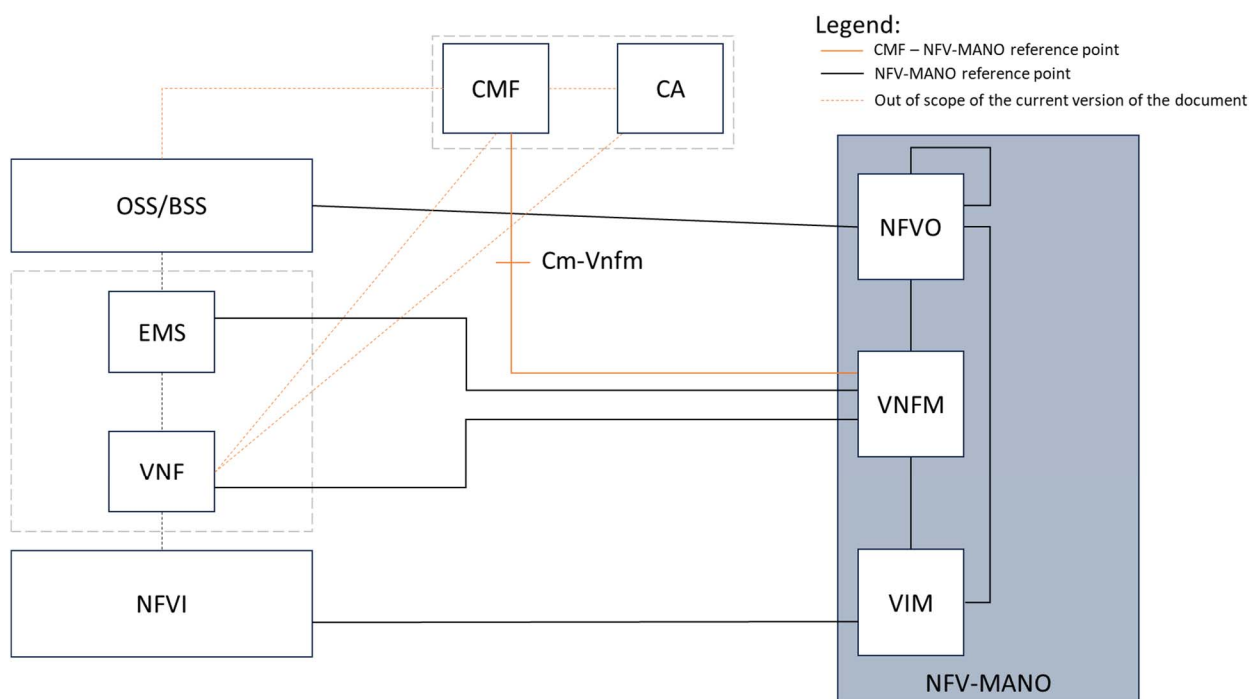 Legend:
CMF – NFV-MANO reference point
NFV-MANO reference point
Out of scope of the current version of the document
CMF
CA
OSS/BSS
NFVO
Cm-Vnfm
EMS
VNFM
VNF
NFVI
VIM
NFV-MANO